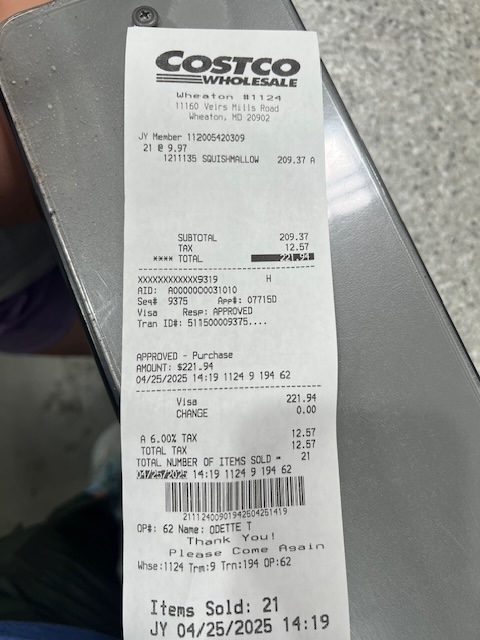 COSTCO
WHOLESALE
Wheaton #1124
11160 Veirs Mills Road
Wheaton, MD 20902
JY Member 112005420309
21 @ 9.97
1211135 SQUISHMALLOW 209.37 A
SUBTOTAL 209.37
TAX 12.57
**** TOTAL 221.94
XXXXXXXXXXXX9319 H
AID: A0000000031010
Seq# 9375 App#: 07715D
Visa Resp: APPROVED
Tran ID#: 511500009375....
APPROVED - Purchase
AMOUNT: $221.94
04/25/2025 14:19 1124 9 194 62
Visa 221.94
CHANGE 0.00
A 6.00% TAX 12.57
TOTAL TAX 12.57
TOTAL NUMBER OF ITEMS SOLD = 21
04/25/2025 14:19 1124 9 194 62
21112400901942504251419
OP#: 62 Name: ODETTE T
Thank You!
Please Come Again
Whse:1124 Trm:9 Trn:194 OP:62
Items Sold: 21
JY 04/25/2025 14:19